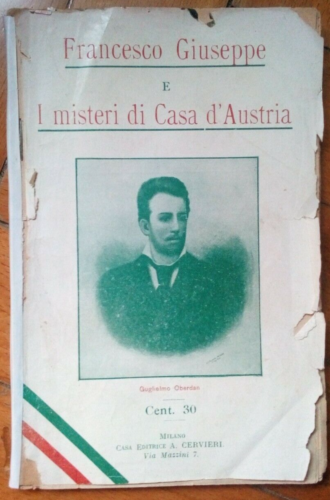 Francesco Giuseppe
E
I misteri di Casa d'Austria
Guglielmo Oberdan
Cent. 30
MILANO
CASA EDITRICE A. CERVIERI
Via Mazzini 7.